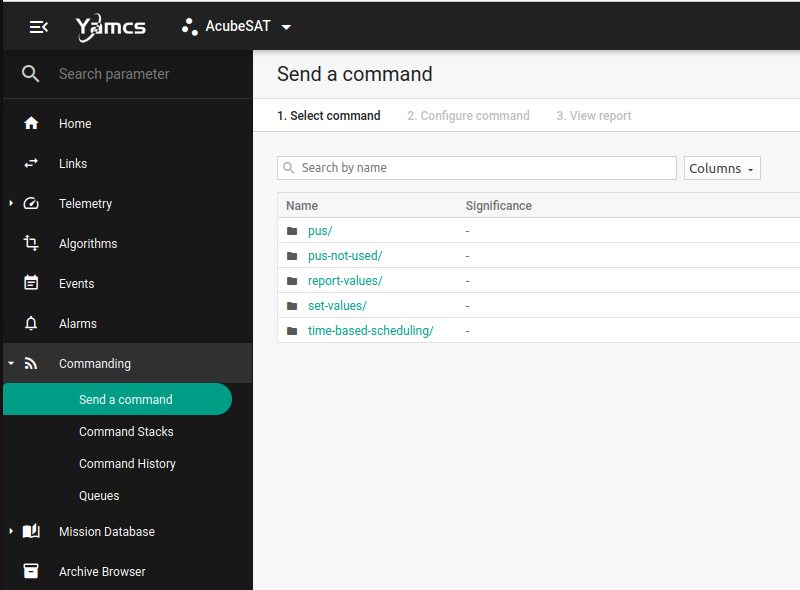 Yamcs AcubeSAT
Search parameter
Home
Links
Telemetry
Algorithms
Events
Alarms
Commanding
Send a command
Command Stacks
Command History
Queues
Mission Database
Archive Browser
Send a command
1. Select command 2. Configure command 3. View report
Search by name Columns
Name Significance
pus/ -
pus-not-used/ -
report-values/ -
set-values/ -
time-based-scheduling/ -